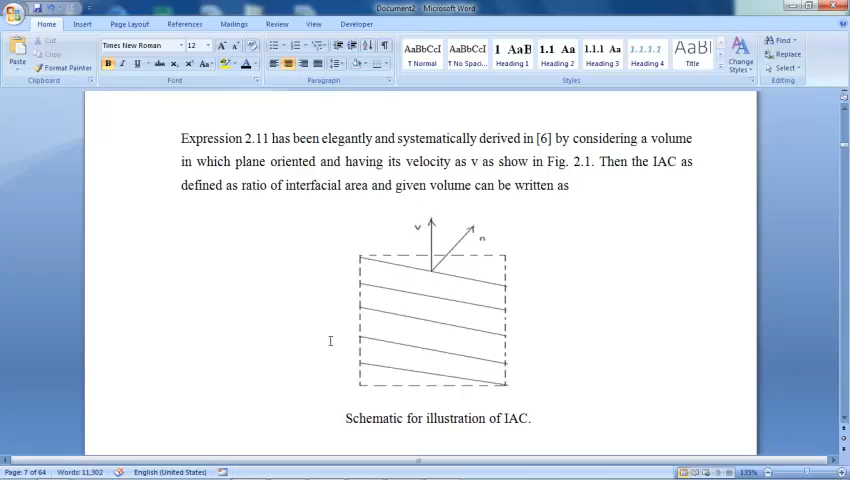 Document2 - Microsoft Word
Home Insert Page Layout References Mailings Review View Developer
Cut
Copy
Format Painter
Paste
Clipboard
Times New Roman 12
Font
Paragraph
AaBbCcI AaBbCcI 1 AaB 1.1 Aa 1.1.1 Aa 1.1.1.1 AaBl
¶ Normal ¶ No Spaci... Heading 1 Heading 2 Heading 3 Heading 4 Title
Change Styles
Styles
Find
Replace
Select
Editing
Expression 2.11 has been elegantly and systematically derived in [6] by considering a volume
in which plane oriented and having its velocity as v as show in Fig. 2.1. Then the IAC as
defined as ratio of interfacial area and given volume can be written as
v
n
Schematic for illustration of IAC.
Page: 7 of 64 Words: 11,302 English (United States) 135%